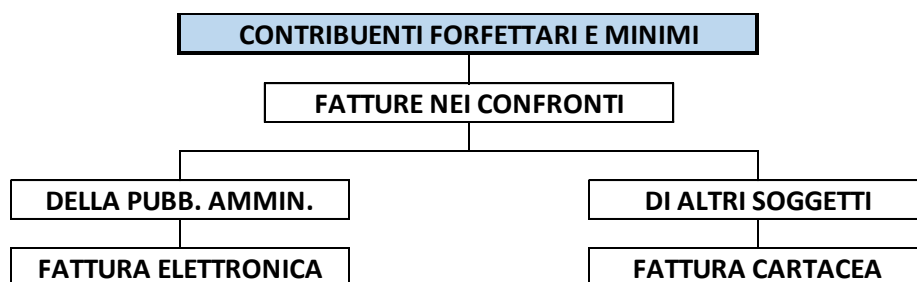 CONTRIBUENTI FORFETTARI E MINIMI
FATTURE NEI CONFRONTI
DELLA PUBB. AMMIN.
DI ALTRI SOGGETTI
FATTURA ELETTRONICA
FATTURA CARTACEA